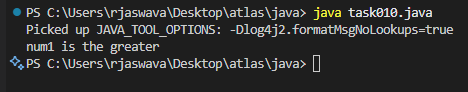 PS C:\Users\rjaswava\Desktop\atlas\java> java task010.java
Picked up JAVA_TOOL_OPTIONS: -Dlog4j2.formatMsgNoLookups=true
num1 is the greater
PS C:\Users\rjaswava\Desktop\atlas\java>